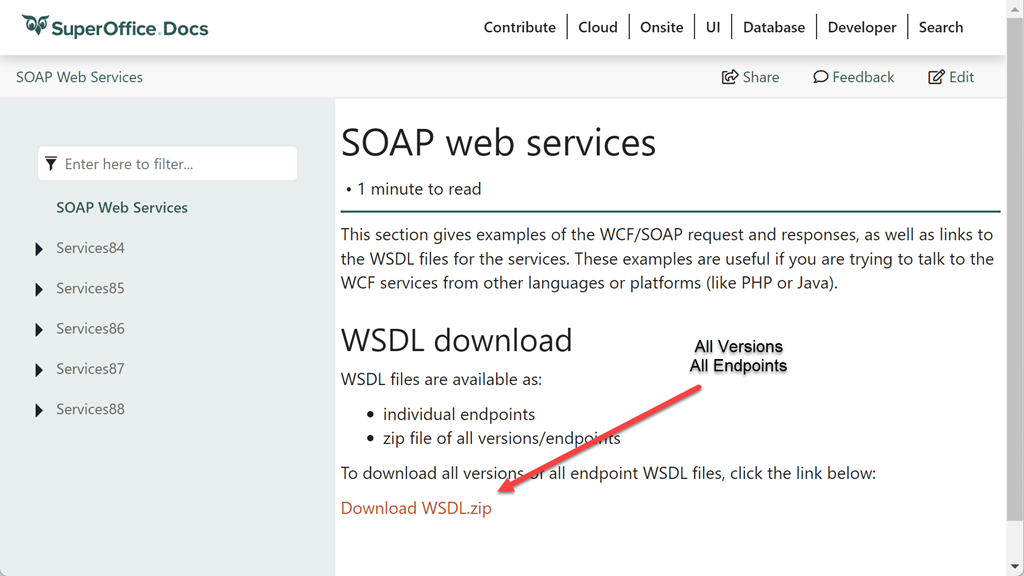 SuperOffice Docs
Contribute Cloud Onsite UI Database Developer Search
SOAP Web Services
Share Feedback Edit
Enter here to filter...
SOAP Web Services
Services84
Services85
Services86
Services87
Services88
SOAP web services
• 1 minute to read
This section gives examples of the WCF/SOAP request and responses, as well as links to
the WSDL files for the services. These examples are useful if you are trying to talk to the
WCF services from other languages or platforms (like PHP or Java).
WSDL download
All Versions
All Endpoints
WSDL files are available as:
• individual endpoints
• zip file of all versions/endpoints
To download all versions of all endpoint WSDL files, click the link below:
Download WSDL.zip